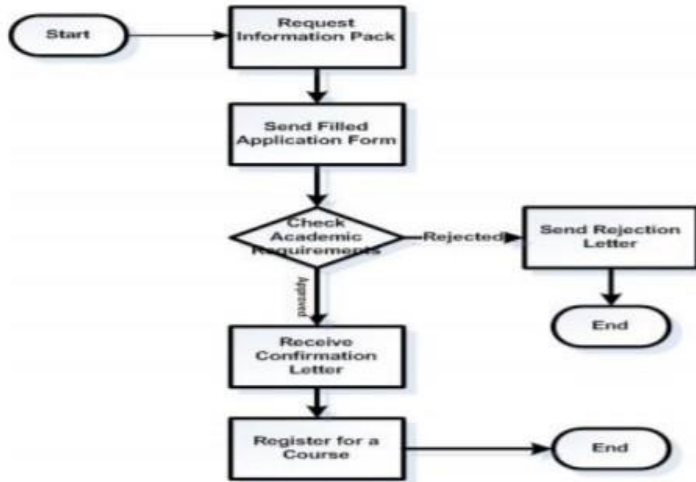 Start
Request
Information Pack
Send Filled
Application Form
Check
Academic
Requirements
Rejected
Send Rejection
Letter
End
Approved
Receive
Confirmation
Letter
Register for a
Course
End